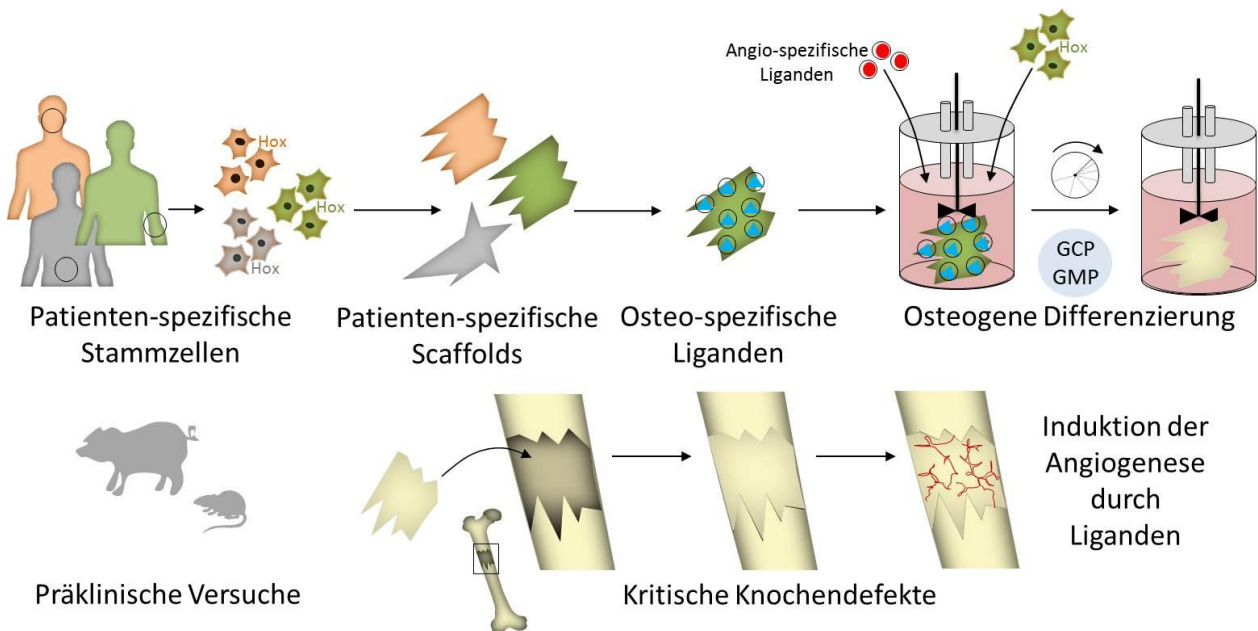 Angio-spezifische
Liganden
Hox
Hox
Hox
Hox
GCP
GMP
Patienten-spezifische
Stammzellen
Patienten-spezifische
Scaffolds
Osteo-spezifische
Liganden
Osteogene Differenzierung
Induktion der
Angiogenese
durch
Liganden
Präklinische Versuche
Kritische Knochendefekte